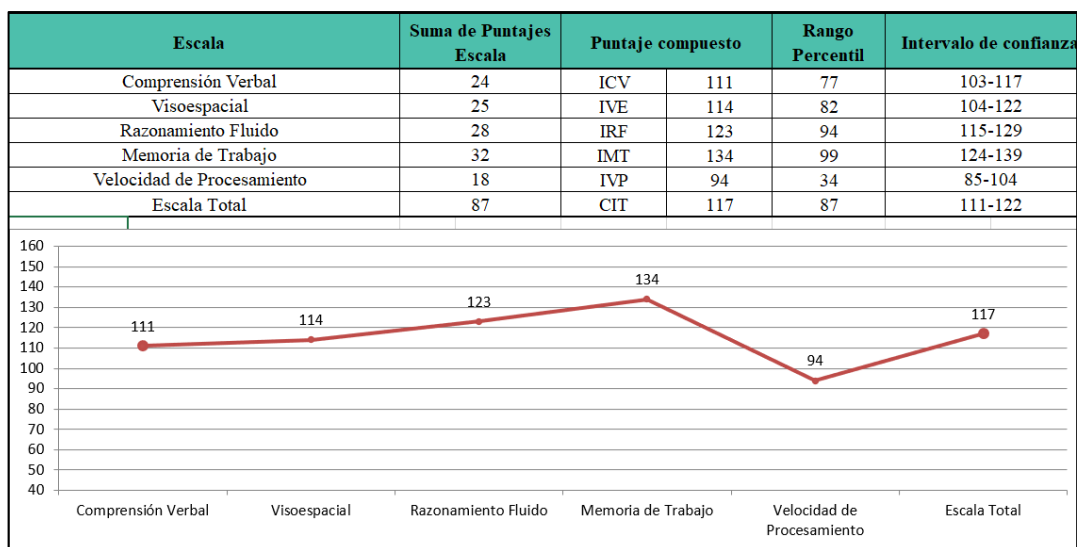 Escala Suma de Puntajes Escala Puntaje compuesto Rango Percentil Intervalo de confianza
Comprensión Verbal 24 ICV 111 77 103-117
Visoespacial 25 IVE 114 82 104-122
Razonamiento Fluido 28 IRF 123 94 115-129
Memoria de Trabajo 32 IMT 134 99 124-139
Velocidad de Procesamiento 18 IVP 94 34 85-104
Escala Total 87 CIT 117 87 111-122
160
150
140
130
120
110
100
90
80
70
60
50
40
111
114
123
134
94
117
Comprensión Verbal
Visoespacial
Razonamiento Fluido
Memoria de Trabajo
Velocidad de
Procesamiento
Escala Total